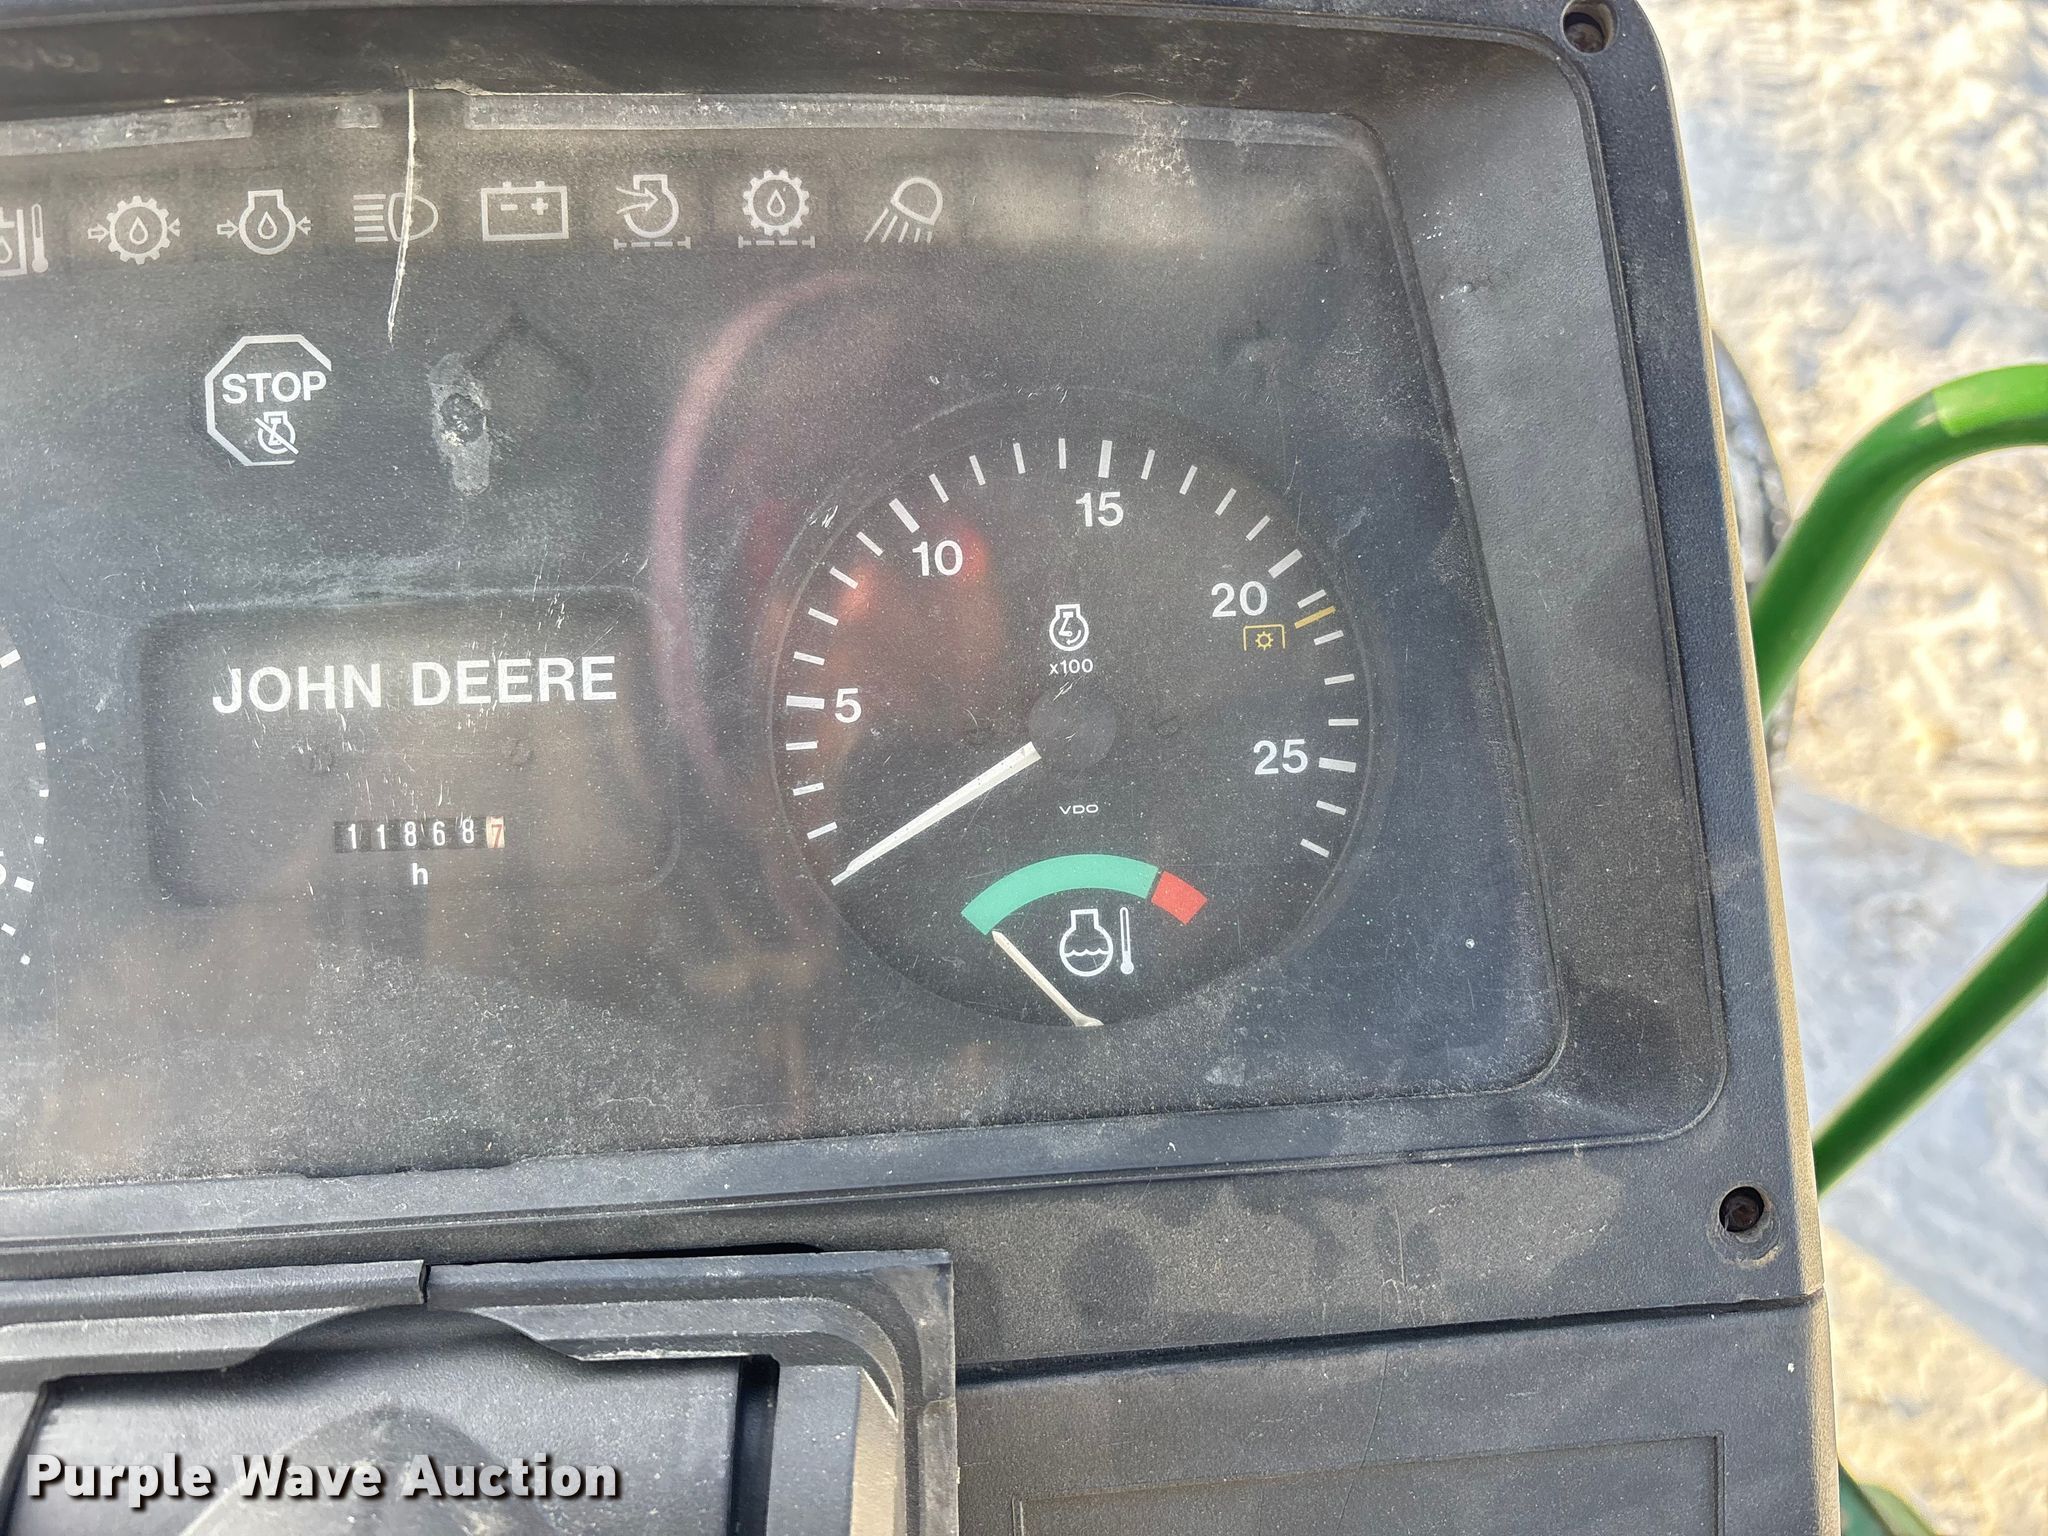 STOP
15
10
20
x100
JOHN DEERE
5
25
VDO
118687
h
Purple Wave Auction